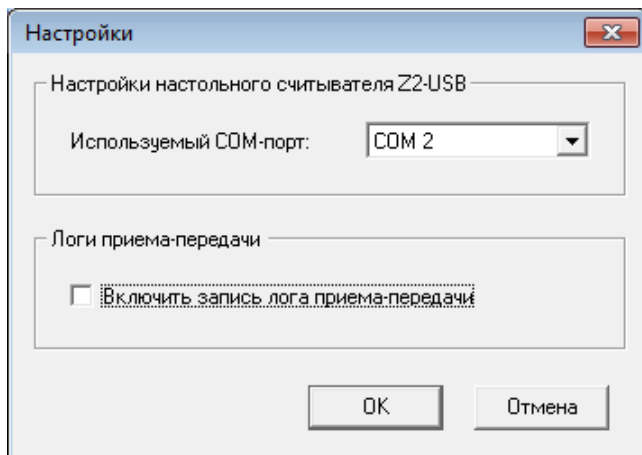 Настройки
Настройки настольного считывателя Z2-USB
Используемый COM-порт:
COM 2
Логи приема-передачи
Включить запись лога приема-передачи
OK
Отмена